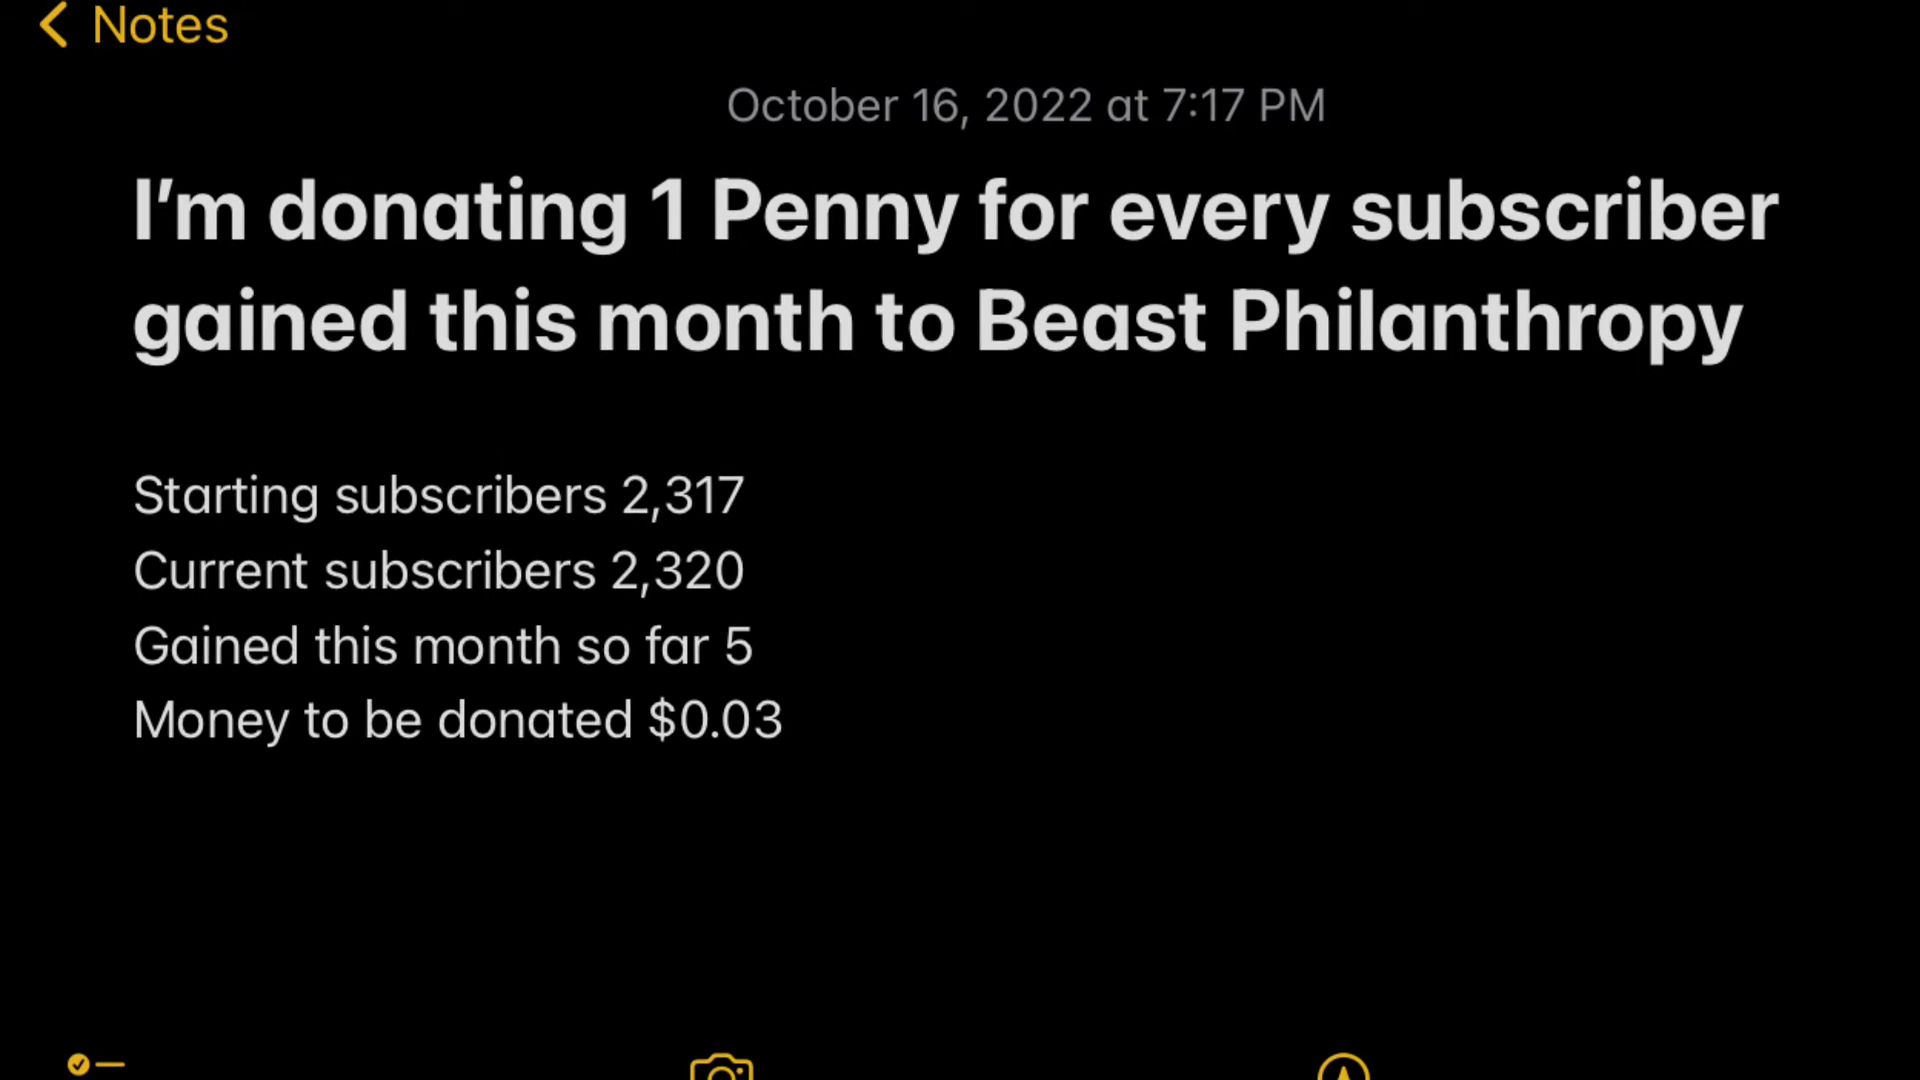 Notes
October 16, 2022 at 7:17 PM
I’m donating 1 Penny for every subscriber
gained this month to Beast Philanthropy
Starting subscribers 2,317
Current subscribers 2,320
Gained this month so far 5
Money to be donated $0.03